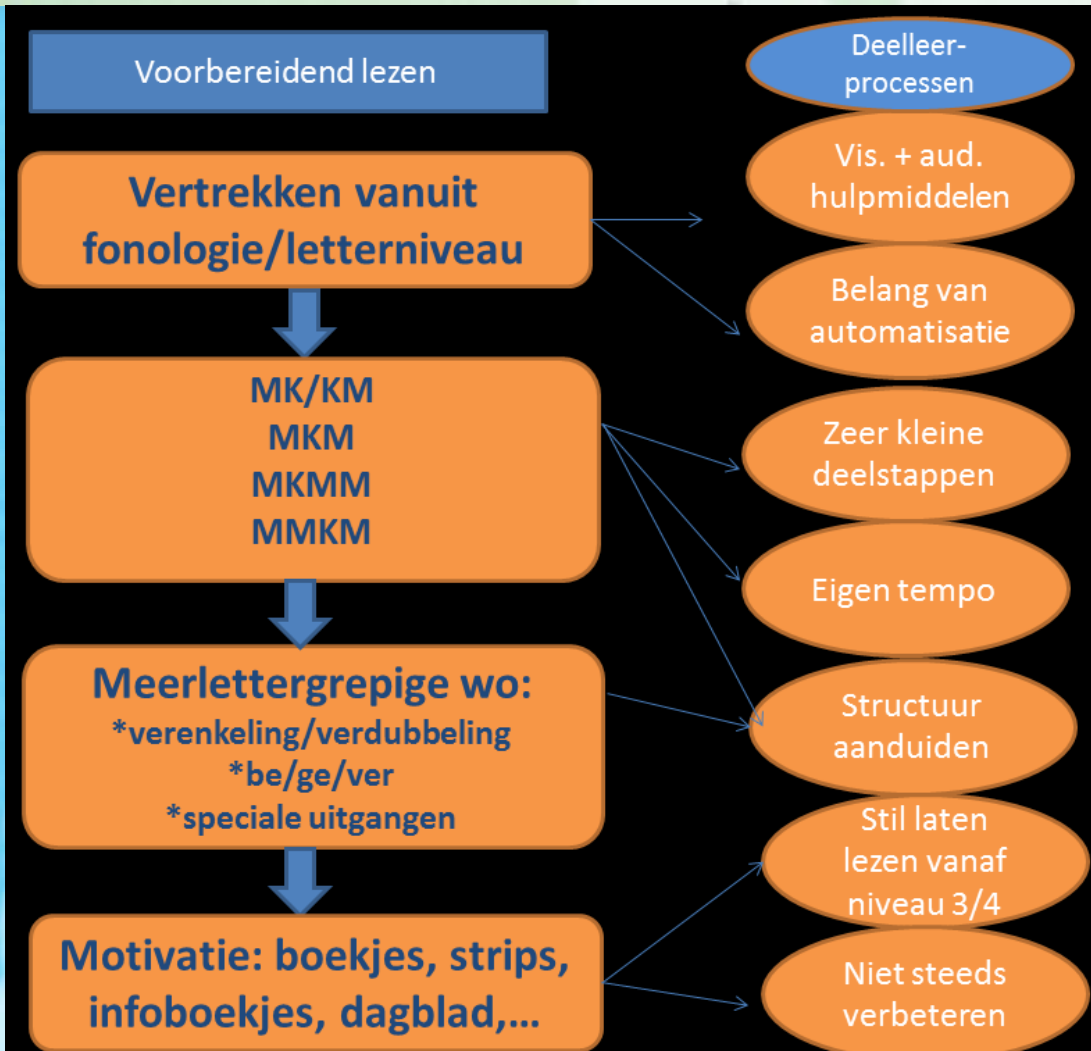 Voorbereidend lezen
Vertrekken vanuit
fonologie/letterniveau
MK/KM
MKM
MKMM
MMKM
Meerlettergrepige wo:
*verenkeling/verdubbeling
*be/ge/ver
*speciale uitgangen
Motivatie: boekjes, strips,
infoboekjes, dagblad,...
Deelleer-
processen
Vis. + aud.
hulpmiddelen
Belang van
automatisatie
Zeer kleine
deelstappen
Eigen tempo
Structuur
aanduiden
Stil laten
lezen vanaf
niveau 3/4
Niet steeds
verbeteren